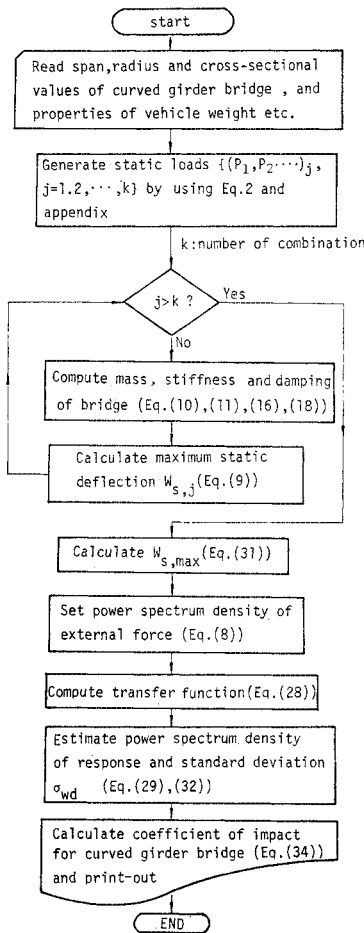 start
Read span,radius and cross-sectional
values of curved girder bridge , and
properties of vehicle weight etc.
Generate static loads {(P₁,P₂····)ⱼ,
j=1.2,···,k} by using Eq.2 and
appendix
k:number of combination
j>k ?
Yes
No
Compute mass, stiffness and damping
of bridge (Eq.(10),(11),(16),(18))
Calculate maximum static
deflection W_s,j(Eq.(9))
Calculate W_s,max(Eq.(31))
Set power spectrum density of
external force (Eq.(8))
Compute transfer function(Eq.(28))
Estimate power spectrum density
of response and standard deviation
σ_wd (Eq.(29),(32))
Calculate coefficient of impact
for curved girder bridge (Eq.(34))
and print-out
END